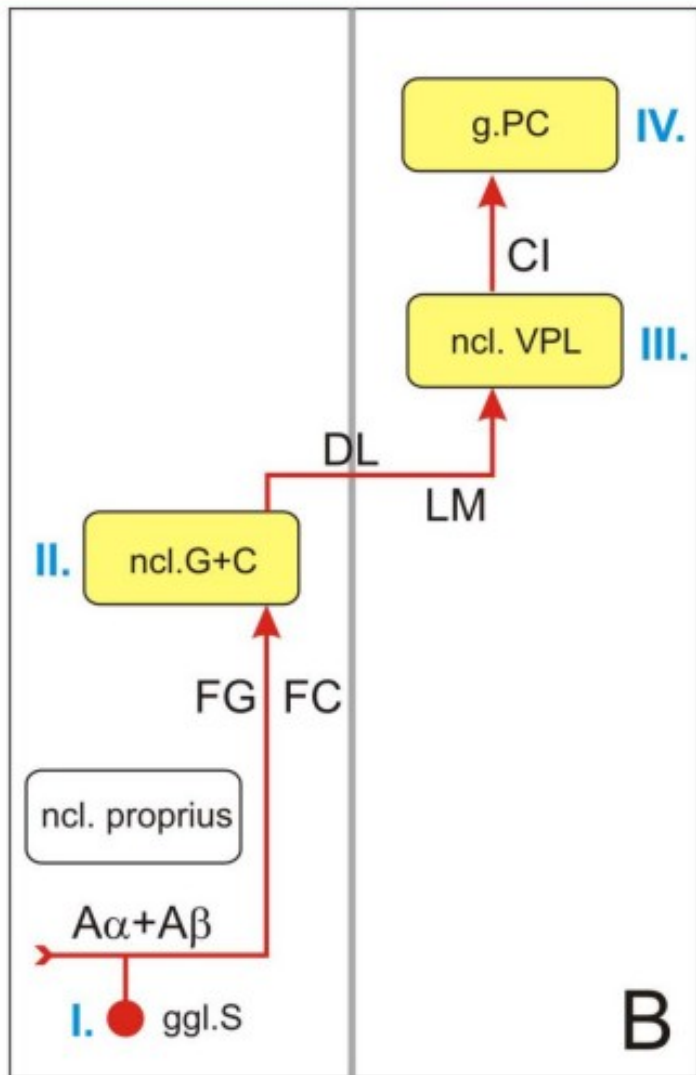 g.PC IV.
CI
ncl. VPL III.
DL
LM
II. ncl.G+C
FG FC
ncl. proprius
Aα+Aβ
I. ggl.S
B